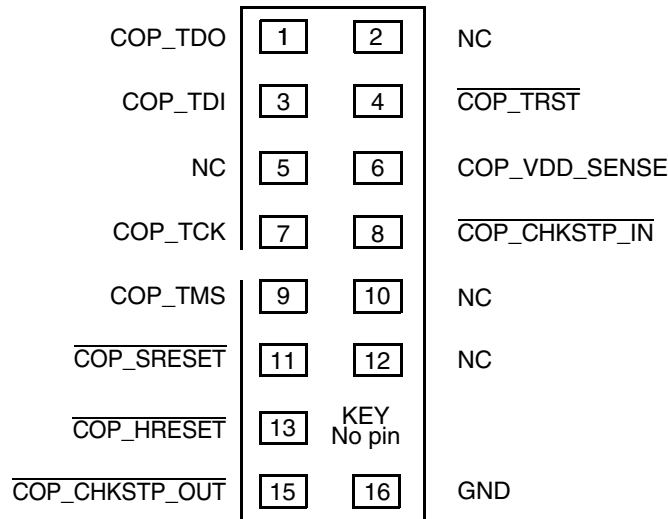 COP_TDO 1 2 NC
COP_TDI 3 4 COP_TRST
NC 5 6 COP_VDD_SENSE
COP_TCK 7 8 COP_CHKSTP_IN
COP_TMS 9 10 NC
COP_SRESET 11 12 NC
COP_HRESET 13 KEY
No pin
COP_CHKSTP_OUT 15 16 GND